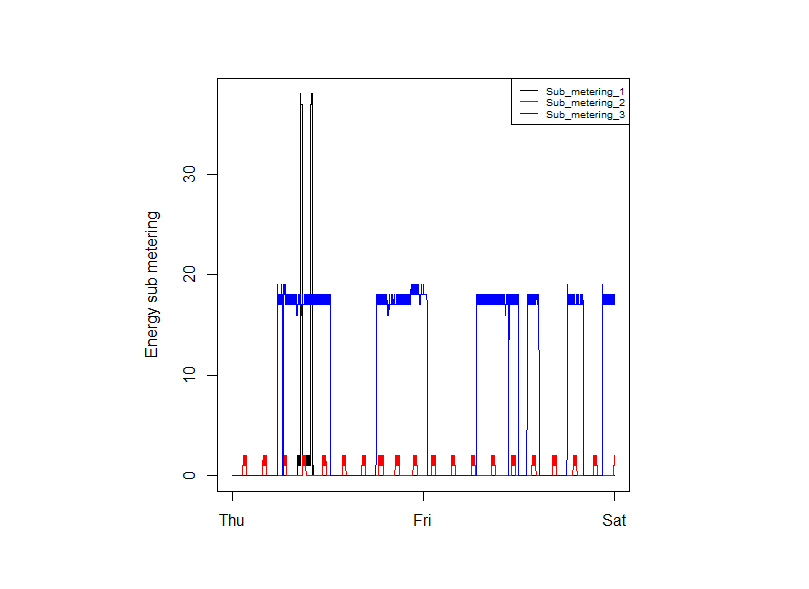 Sub_metering_1
Sub_metering_2
Sub_metering_3
Energy sub metering
30
20
10
0
Thu
Fri
Sat